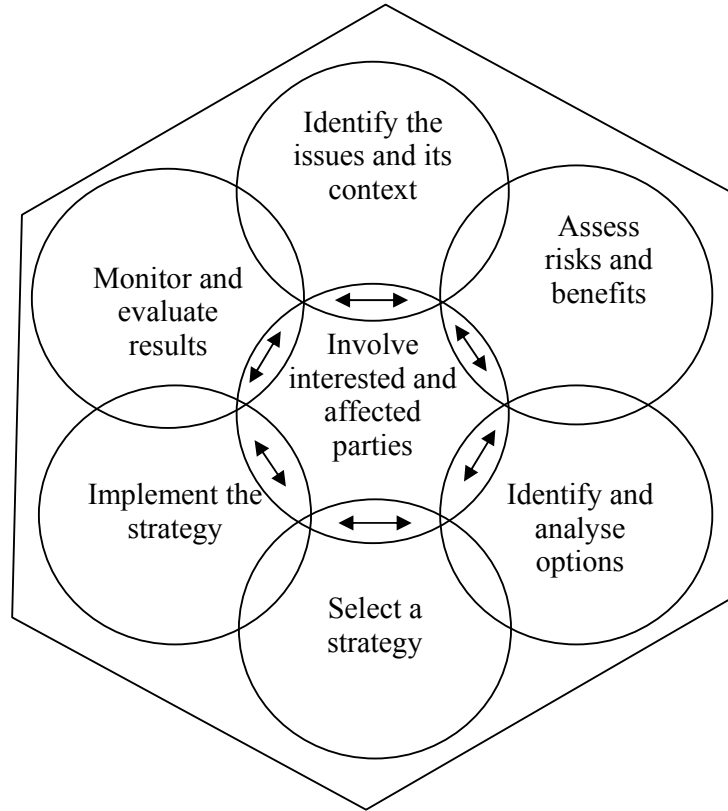 Identify the
issues and its
context
Assess
risks and
benefits
Identify and
analyse
options
Select a
strategy
Implement the
strategy
Monitor and
evaluate
results
Involve
interested and
affected
parties